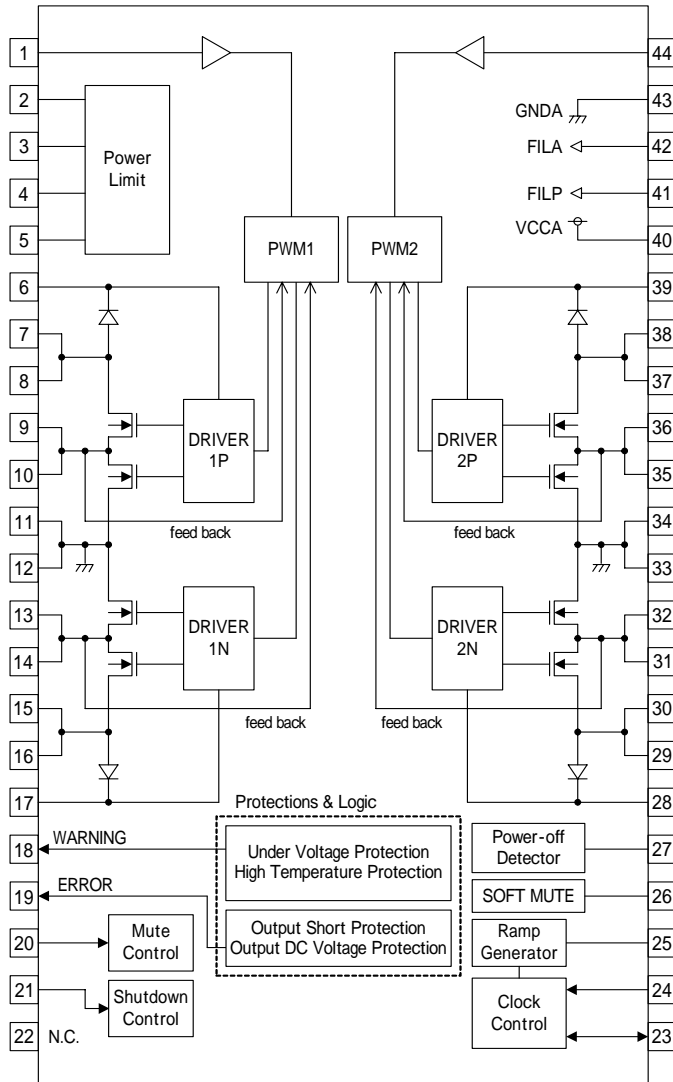 1
44
2
43
GNDA
3
Power
Limit
42
FILA
4
41
FILP
5
40
VCCA
PWM1
PWM2
6
39
7
38
8
37
9
36
DRIVER
1P
DRIVER
2P
10
35
11
34
feed back
feed back
12
33
13
32
DRIVER
1N
DRIVER
2N
14
31
15
30
feed back
feed back
16
29
17
28
Protections & Logic
18
WARNING
Under Voltage Protection
High Temperature Protection
Power-off
Detector
27
19
ERROR
SOFT MUTE
26
20
Mute
Control
Output Short Protection
Output DC Voltage Protection
Ramp
Generator
25
21
Shutdown
Control
Clock
Control
24
22
N.C.
23